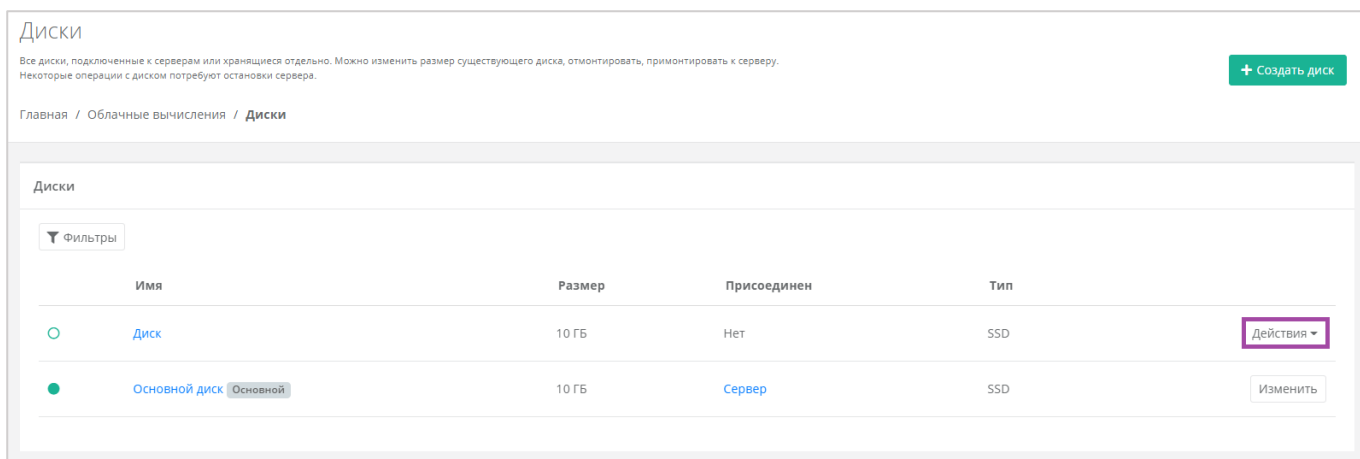 Диски
Все диски, подключенные к серверам или хранящиеся отдельно. Можно изменить размер существующего диска, отмонтировать, примонтировать к серверу.
Некоторые операции с диском потребуют остановки сервера.
+ Создать диск
Главная / Облачные вычисления / Диски
Диски
Фильтры
Имя Размер Присоединен Тип
Диск 10 ГБ Нет SSD Действия
Основной диск Основной 10 ГБ Сервер SSD Изменить